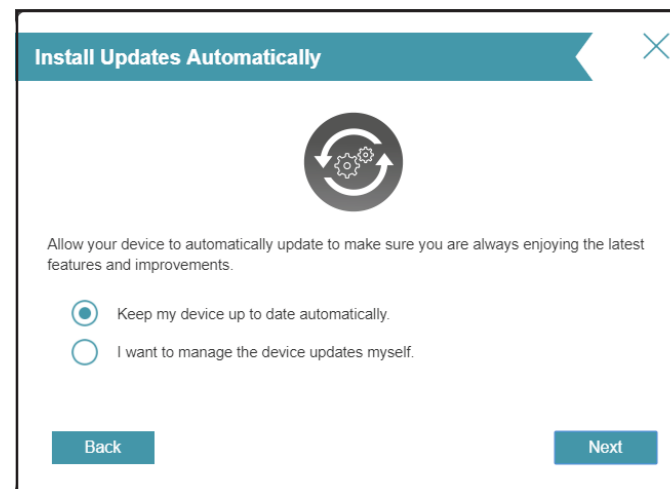 Install Updates Automatically
Allow your device to automatically update to make sure you are always enjoying the latest
features and improvements.
Keep my device up to date automatically.
I want to manage the device updates myself.
Back
Next